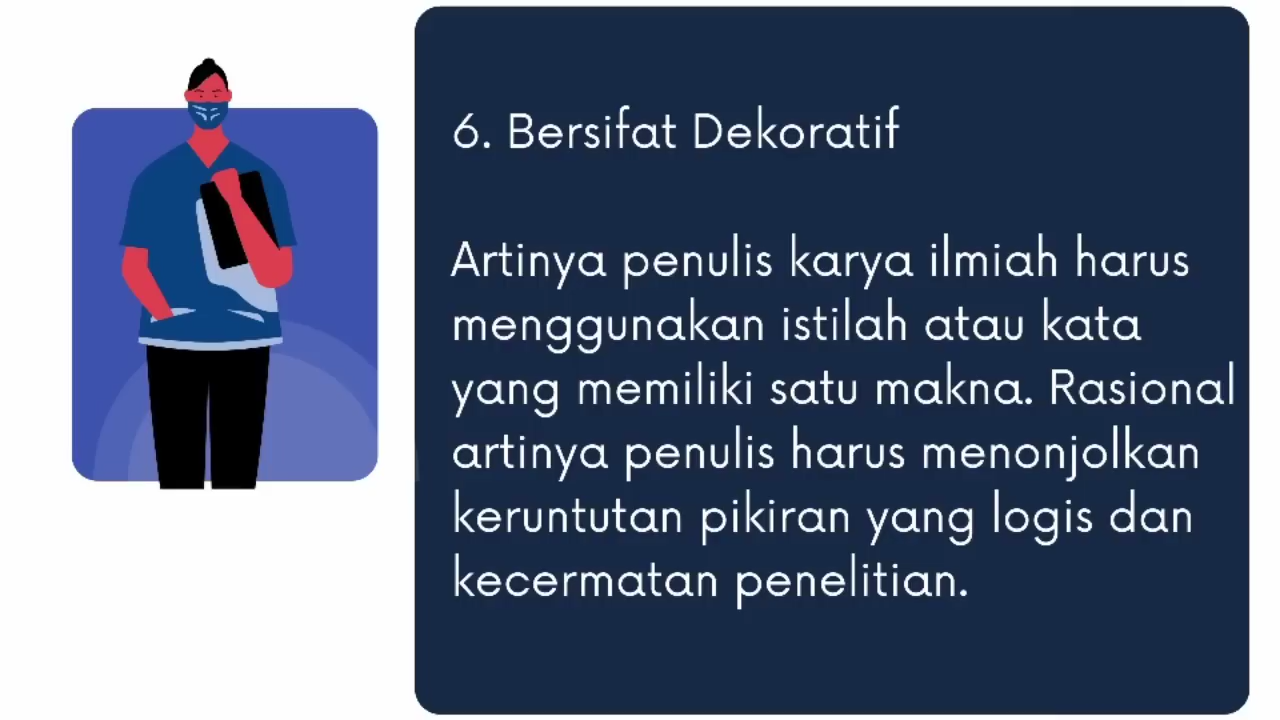 6. Bersifat Dekoratif
Artinya penulis karya ilmiah harus
menggunakan istilah atau kata
yang memiliki satu makna. Rasional
artinya penulis harus menonjolkan
keruntutan pikiran yang logis dan
kecermatan penelitian.